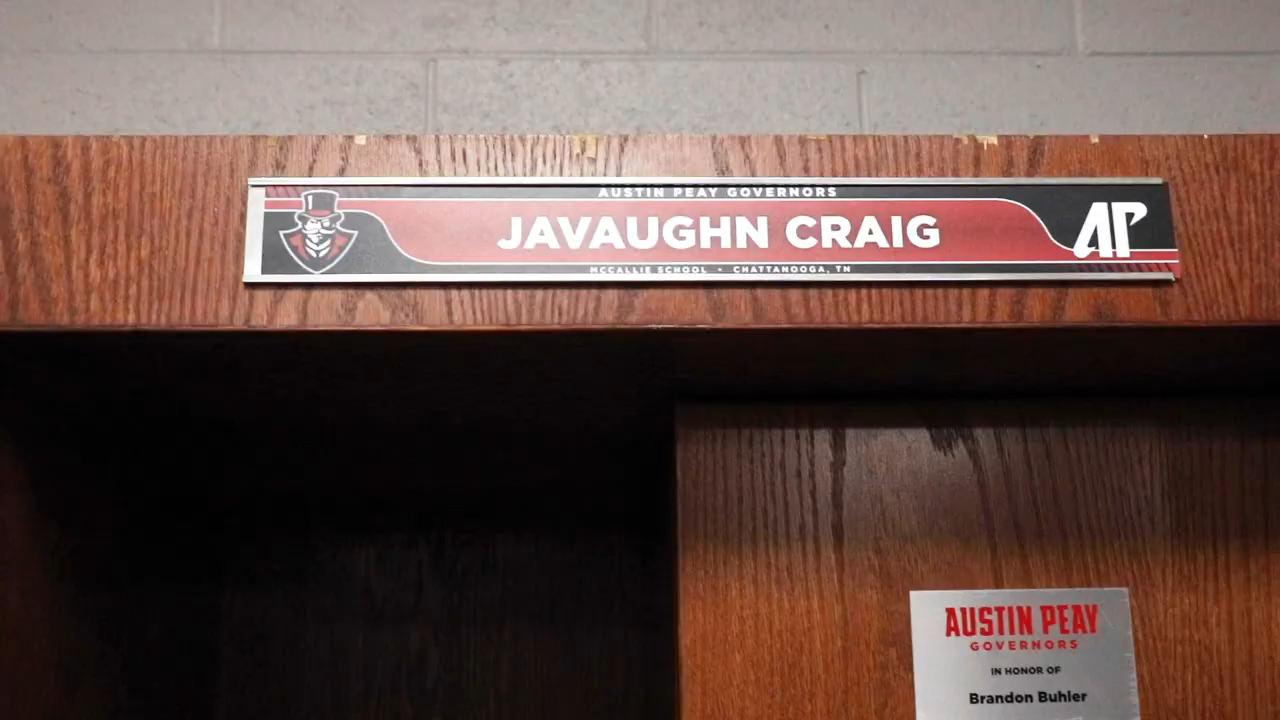 AUSTIN PEAY GOVERNORS
JAVAUGHN CRAIG
AP
MCCALLIE SCHOOL • CHATTANOOGA, TN
AUSTIN PEAY
GOVERNORS
IN HONOR OF
Brandon Buhler